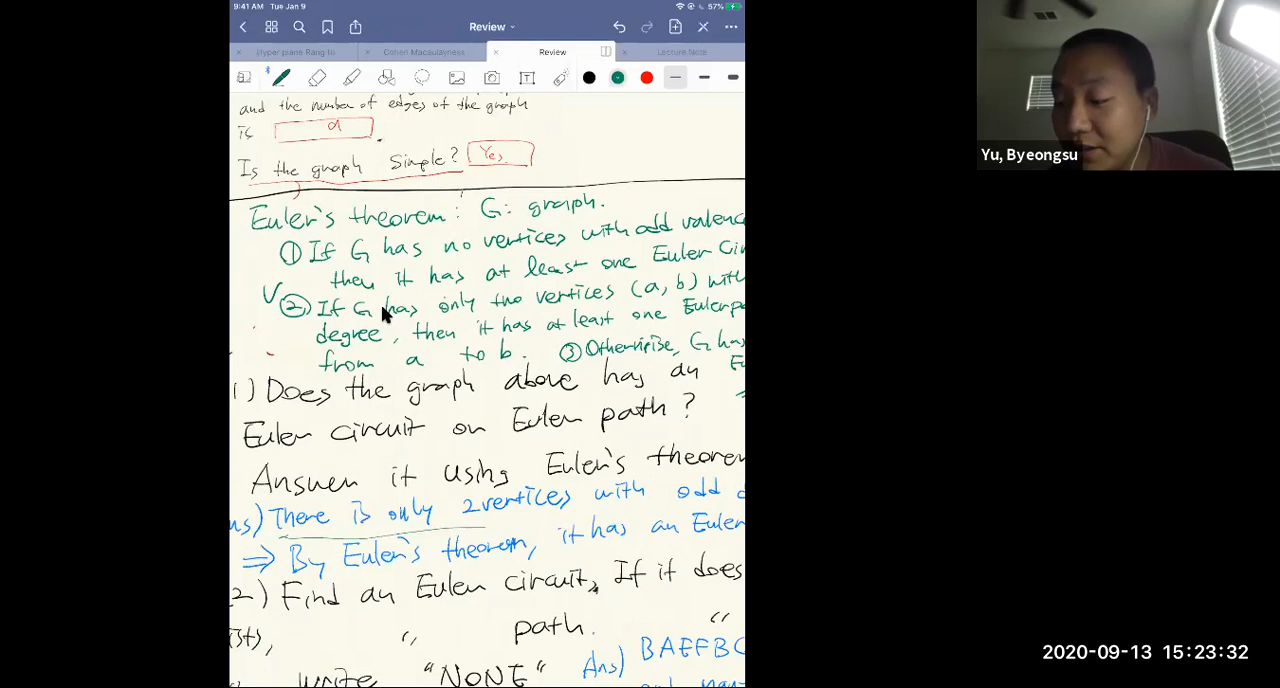 9:41 AM Tue Jan 9
57%
Review
Cohen Macaulayness
Review
Lecture Note
and the number of edges of the graph
is a .
Is the graph Simple? Yes,
Euler's theorem : G: graph.
① If G has no vertices with odd valence
then it has at least one Euler Cir
② If G has only two vertices (a, b) with
degree, then it has at least one Euler pa
from a to b. ③ Otherwise, G has
1) Does the graph above has an
Euler circuit or Euler path?
Answer it using Euler's theorem
ns) There is only 2 vertices with odd d
⇒ By Euler's theorem, it has an Euler
2) Find an Euler circuit, If it does
ists, " path. "
write "NONE" Ans) BAEFBC
Yu, Byeongsu
2020-09-13 15:23:32